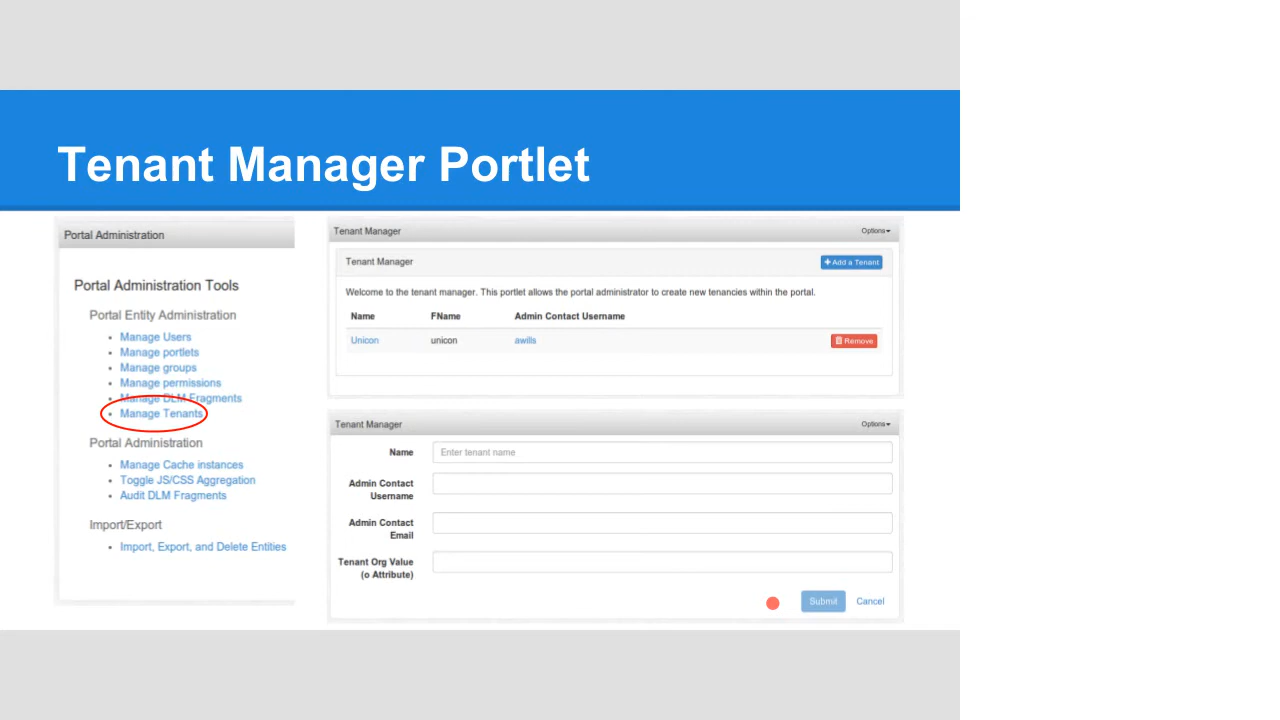 Tenant Manager Portlet
Portal Administration
Portal Administration Tools
Portal Entity Administration
Manage Users
Manage portlets
Manage groups
Manage permissions
Manage DLM Fragments
Manage Tenants
Portal Administration
Manage Cache instances
Toggle JS/CSS Aggregation
Audit DLM Fragments
Import/Export
Import, Export, and Delete Entities
Tenant Manager Options
Tenant Manager Add a Tenant
Welcome to the tenant manager. This portlet allows the portal administrator to create new tenancies within the portal.
Name FName Admin Contact Username
Unicon unicon awills Remove
Tenant Manager Options
Name Enter tenant name
Admin Contact
Username
Admin Contact
Email
Tenant Org Value
(o Attribute)
Submit Cancel